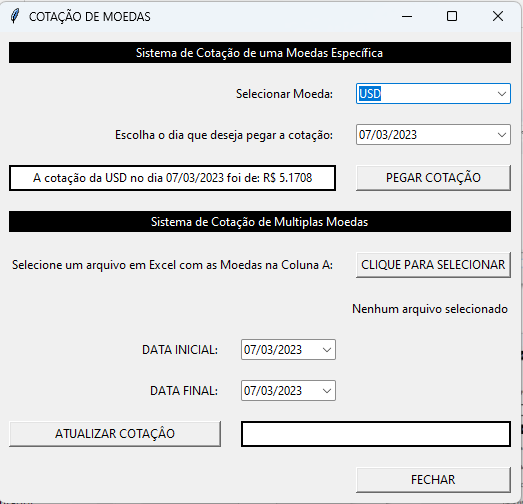 COTAÇÃO DE MOEDAS
Sistema de Cotação de uma Moedas Específica
Selecionar Moeda: USD
Escolha o dia que deseja pegar a cotação: 07/03/2023
A cotação da USD no dia 07/03/2023 foi de: R$ 5.1708 PEGAR COTAÇÃO
Sistema de Cotação de Multiplas Moedas
Selecione um arquivo em Excel com as Moedas na Coluna A: CLIQUE PARA SELECIONAR
Nenhum arquivo selecionado
DATA INICIAL: 07/03/2023
DATA FINAL: 07/03/2023
ATUALIZAR COTAÇÂO
FECHAR